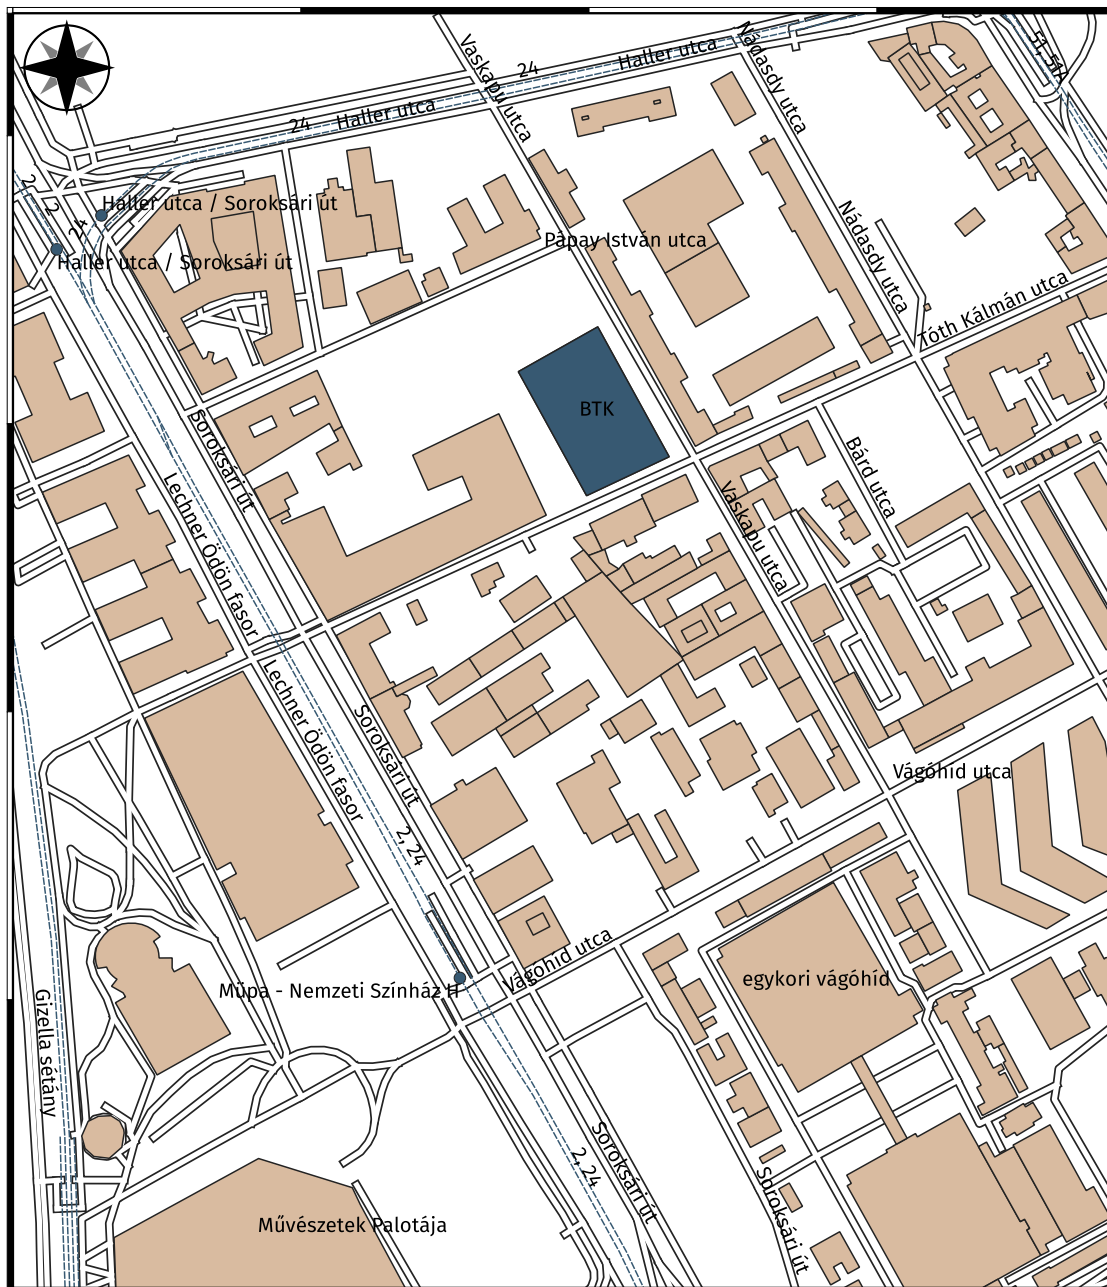 51, 51A
Nádasdy utca
Haller utca
Vaskapu utca
24
Haller utca
24
2
2
24
Haller utca / Soroksári út
Haller utca / Soroksári út
Pápay István utca
Nádasdy utca
Tóth Kálmán utca
BTK
Soroksári út
Bárd utca
Lechner Ödön fasor
Vaskapu utca
Lechner Ödön fasor
Soroksári út
Vágóhíd utca
2, 24
Vágóhíd utca
egykori vágóhíd
Müpa - Nemzeti Színház H
Gizella sétány
2, 24
Soroksári út
Soroksári út
Művészetek Palotája